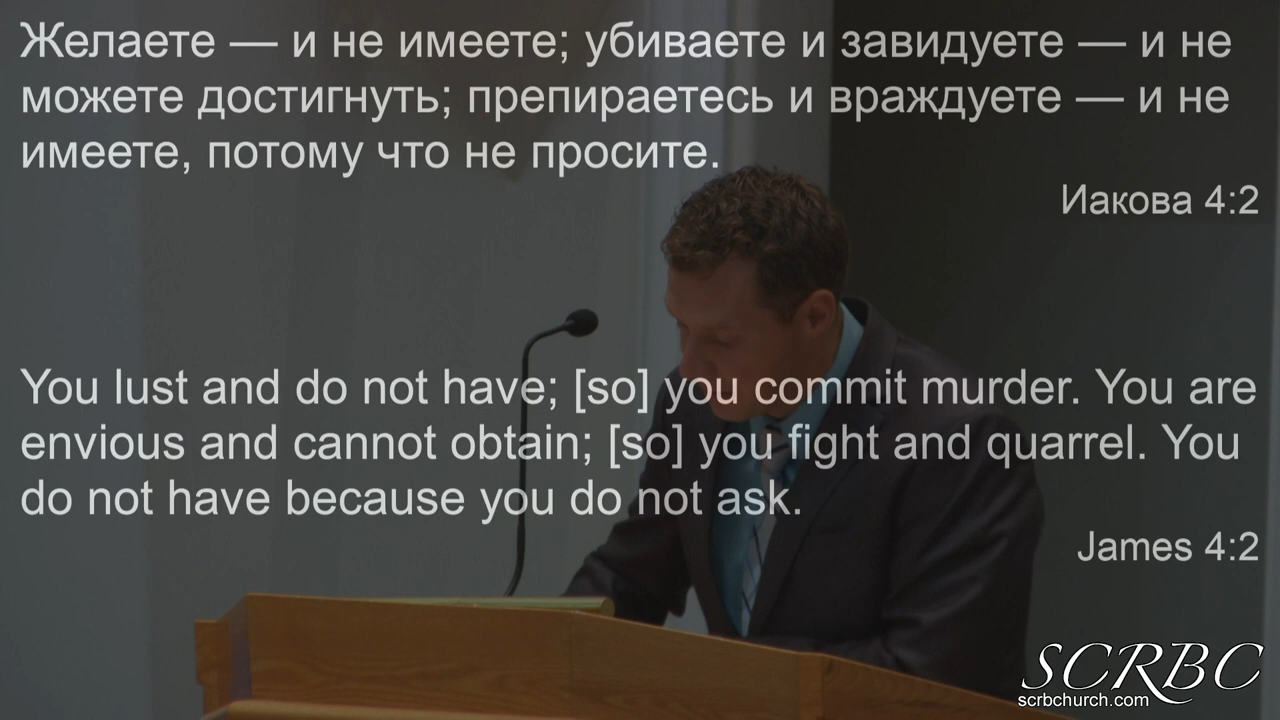 Желаете — и не имеете; убиваете и завидуете — и не
можете достигнуть; препираетесь и враждуете — и не
имеете, потому что не просите.
Иакова 4:2
You lust and do not have; [so] you commit murder. You are
envious and cannot obtain; [so] you fight and quarrel. You
do not have because you do not ask.
James 4:2
SCRBC
scrbchurch.com